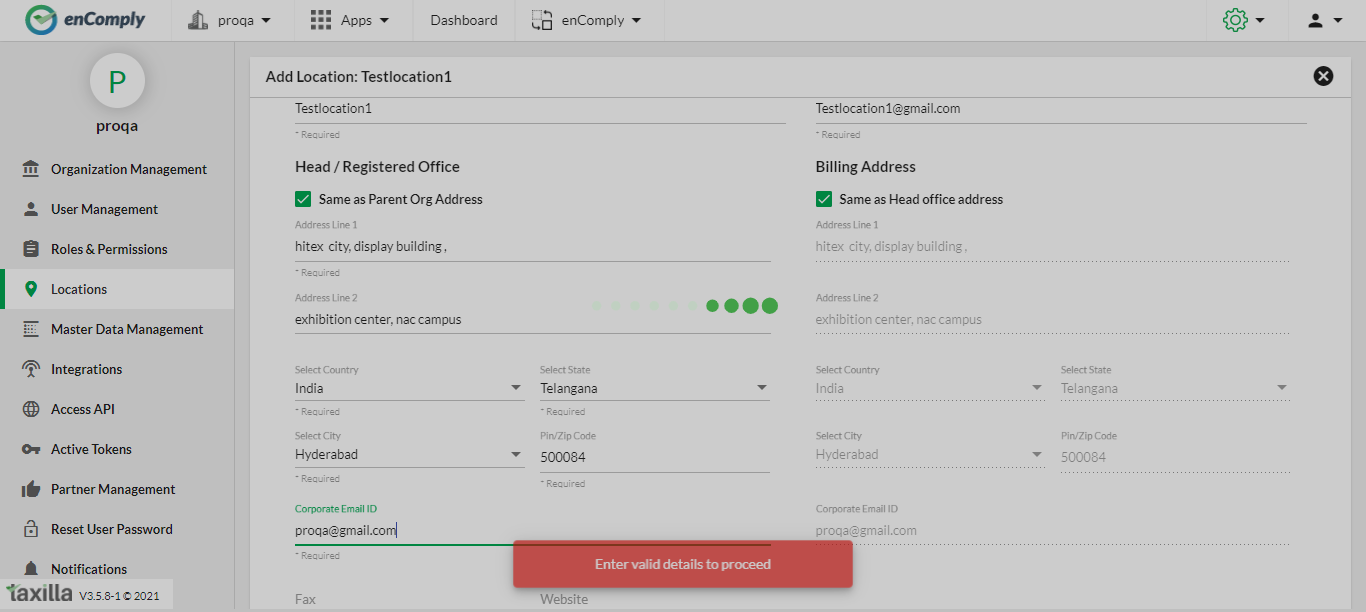 enComply
proqa
Apps
Dashboard
enComply
P
proqa
Organization Management
User Management
Roles & Permissions
Locations
Master Data Management
Integrations
Access API
Active Tokens
Partner Management
Reset User Password
Notifications
taxilla V3.5.8-1 © 2021
Add Location: Testlocation1
Testlocation1
* Required
Testlocation1@gmail.com
* Required
Head / Registered Office
Same as Parent Org Address
Address Line 1
hitex city, display building ,
* Required
Address Line 2
exhibition center, nac campus
Select Country
India
* Required
Select State
Telangana
* Required
Select City
Hyderabad
* Required
Pin/Zip Code
500084
* Required
Corporate Email ID
proqa@gmail.com
* Required
Fax
Website
Billing Address
Same as Head office address
Address Line 1
hitex city, display building ,
Address Line 2
exhibition center, nac campus
Select Country
India
Select State
Telangana
Select City
Hyderabad
Pin/Zip Code
500084
Corporate Email ID
proqa@gmail.com
Enter valid details to proceed